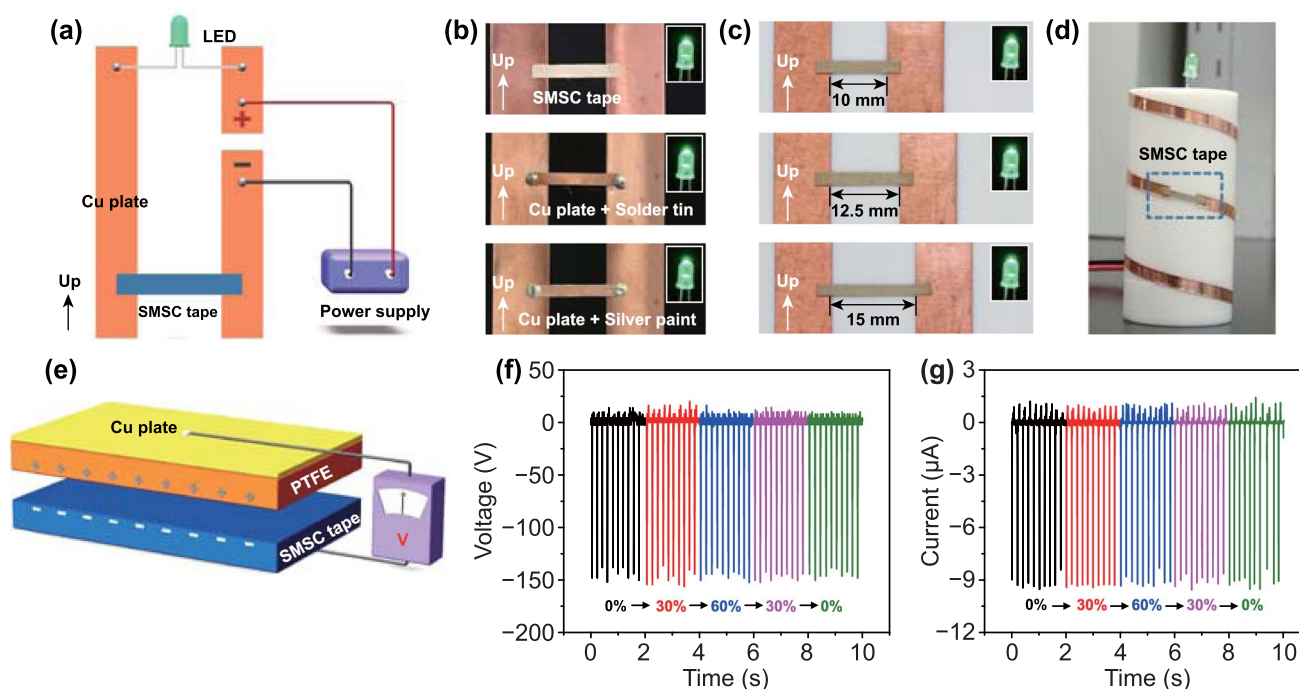 (a)
LED
+
−
Cu plate
Up
SMSC tape
Power supply
(b)
Up
SMSC tape
Up
Cu plate + Solder tin
Up
Cu plate + Silver paint
(c)
Up
10 mm
Up
12.5 mm
Up
15 mm
(d)
SMSC tape
(e)
Cu plate
PTFE
SMSC tape
V
(f)
50
0
−50
−100
−150
−200
Voltage (V)
0% → 30% → 60% → 30% → 0%
0 2 4 6 8 10
Time (s)
(g)
3
0
−3
−6
−9
−12
Current (µA)
0% → 30% → 60% → 30% → 0%
0 2 4 6 8 10
Time (s)